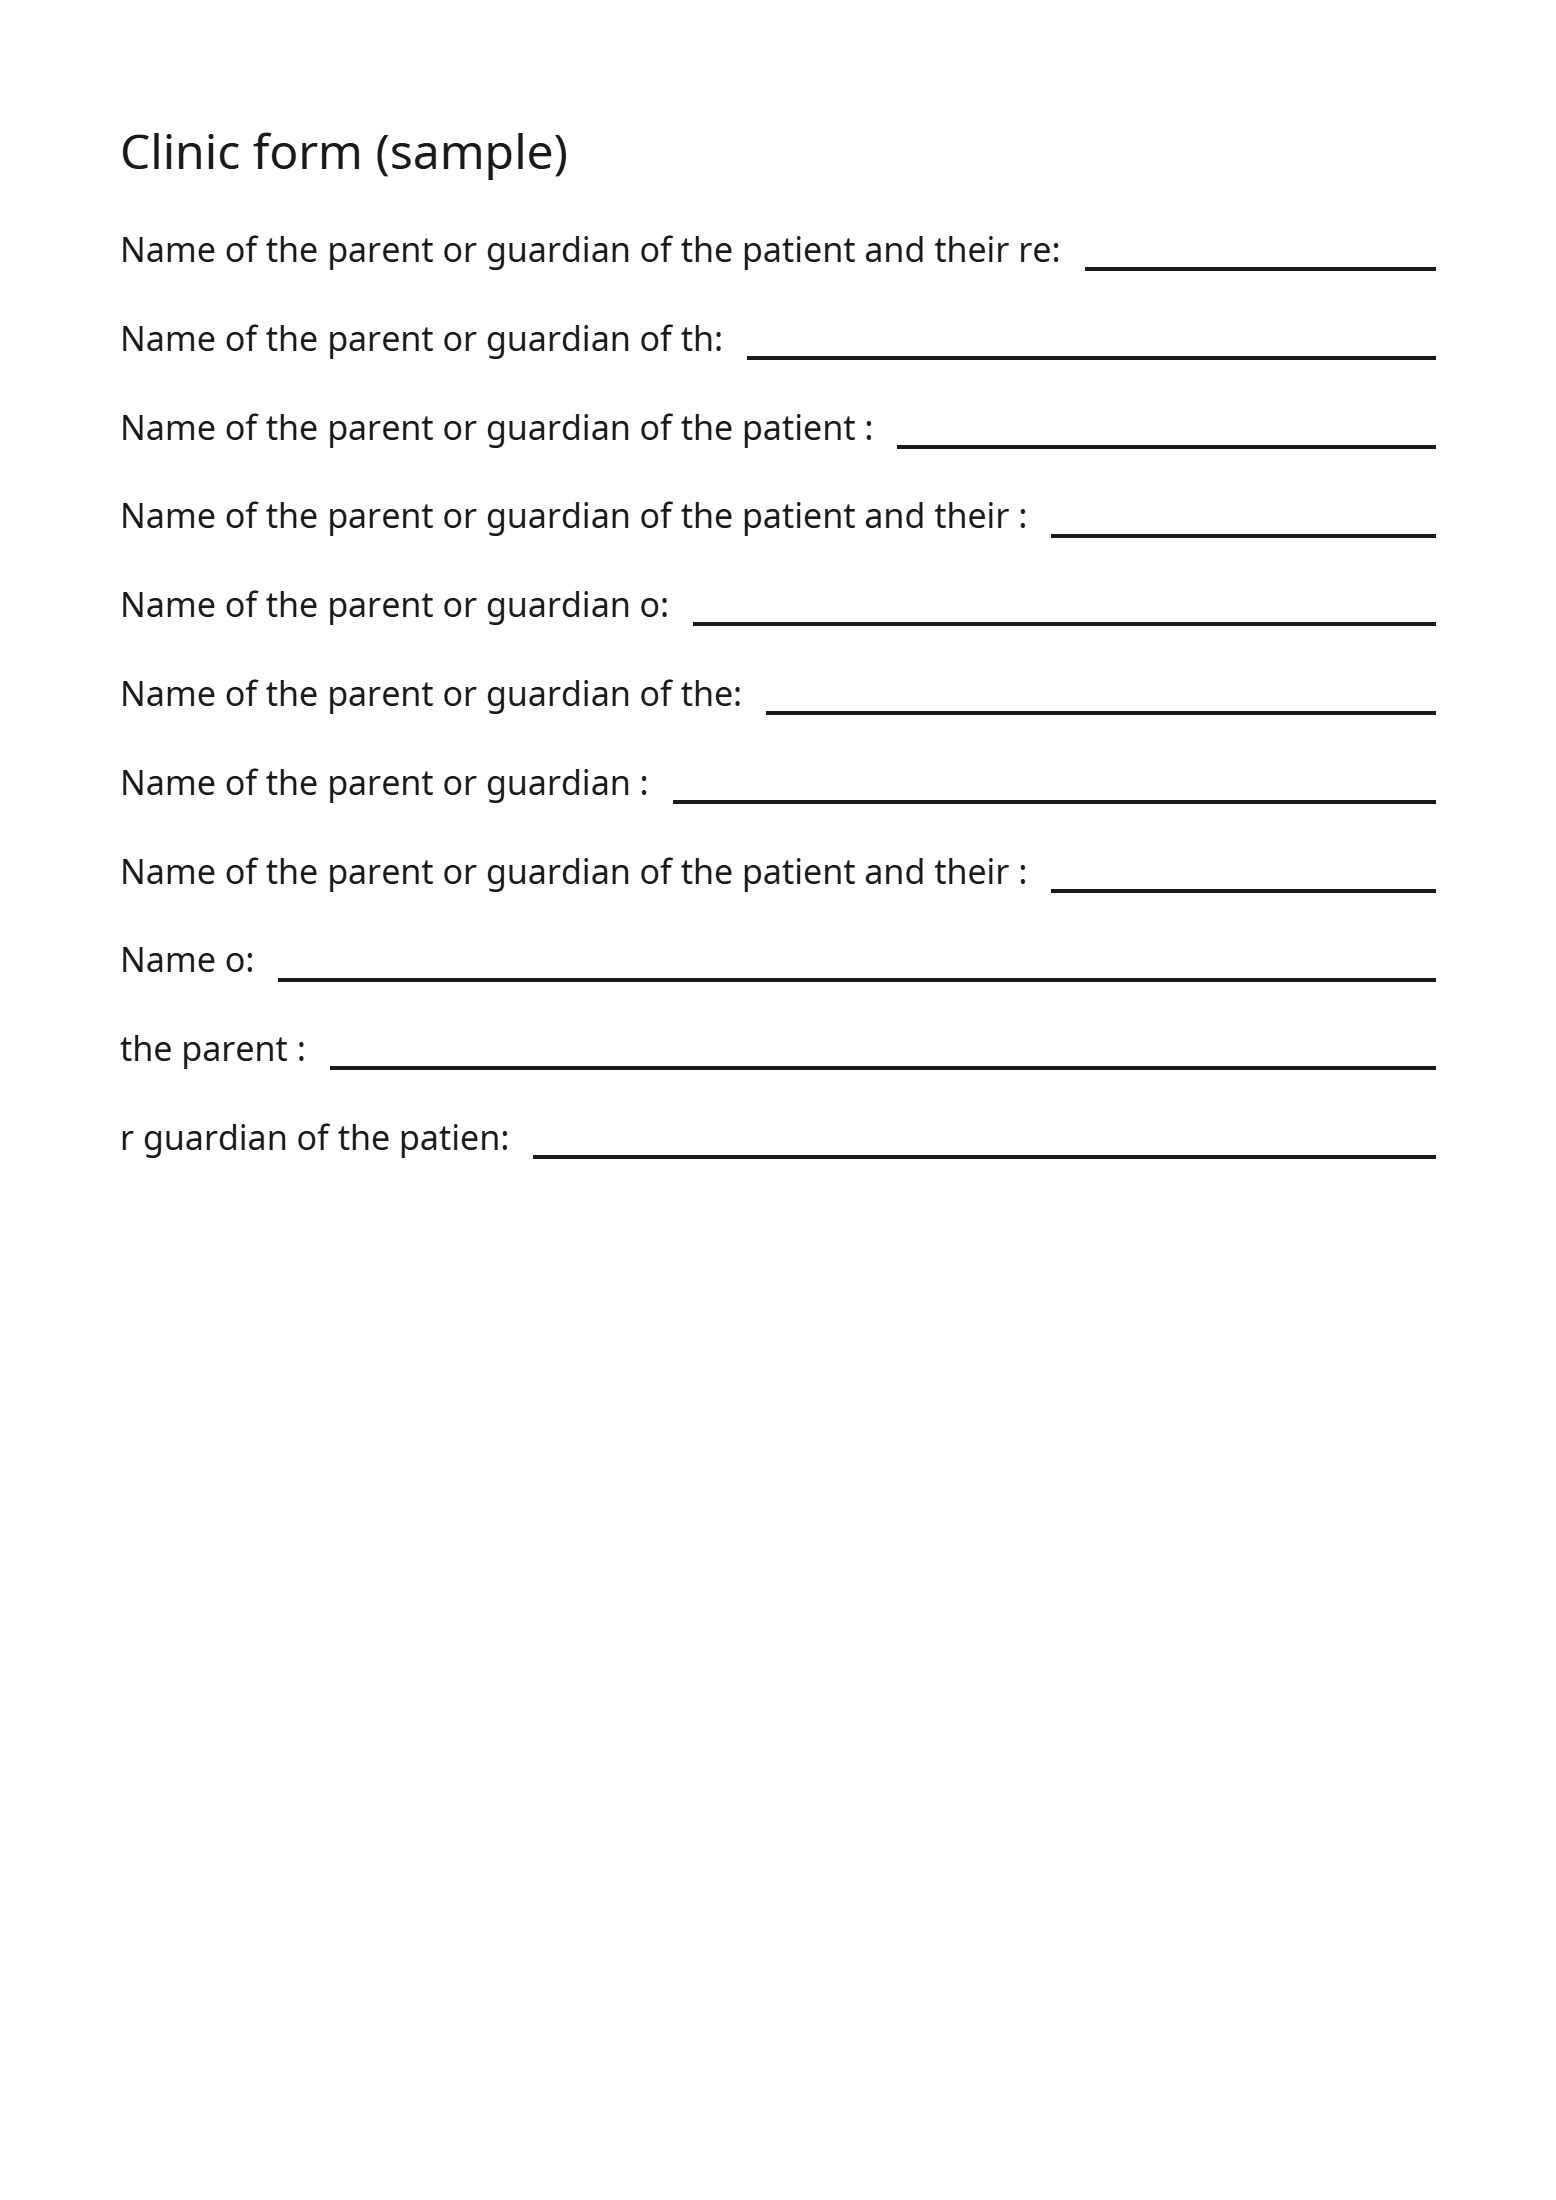 Clinic form (sample)
Name of the parent or guardian of the patient and their re:
Name of the parent or guardian of th:
Name of the parent or guardian of the patient :
Name of the parent or guardian of the patient and their :
Name of the parent or guardian o:
Name of the parent or guardian of the:
Name of the parent or guardian :
Name of the parent or guardian of the patient and their :
Name o:
the parent :
r guardian of the patien: